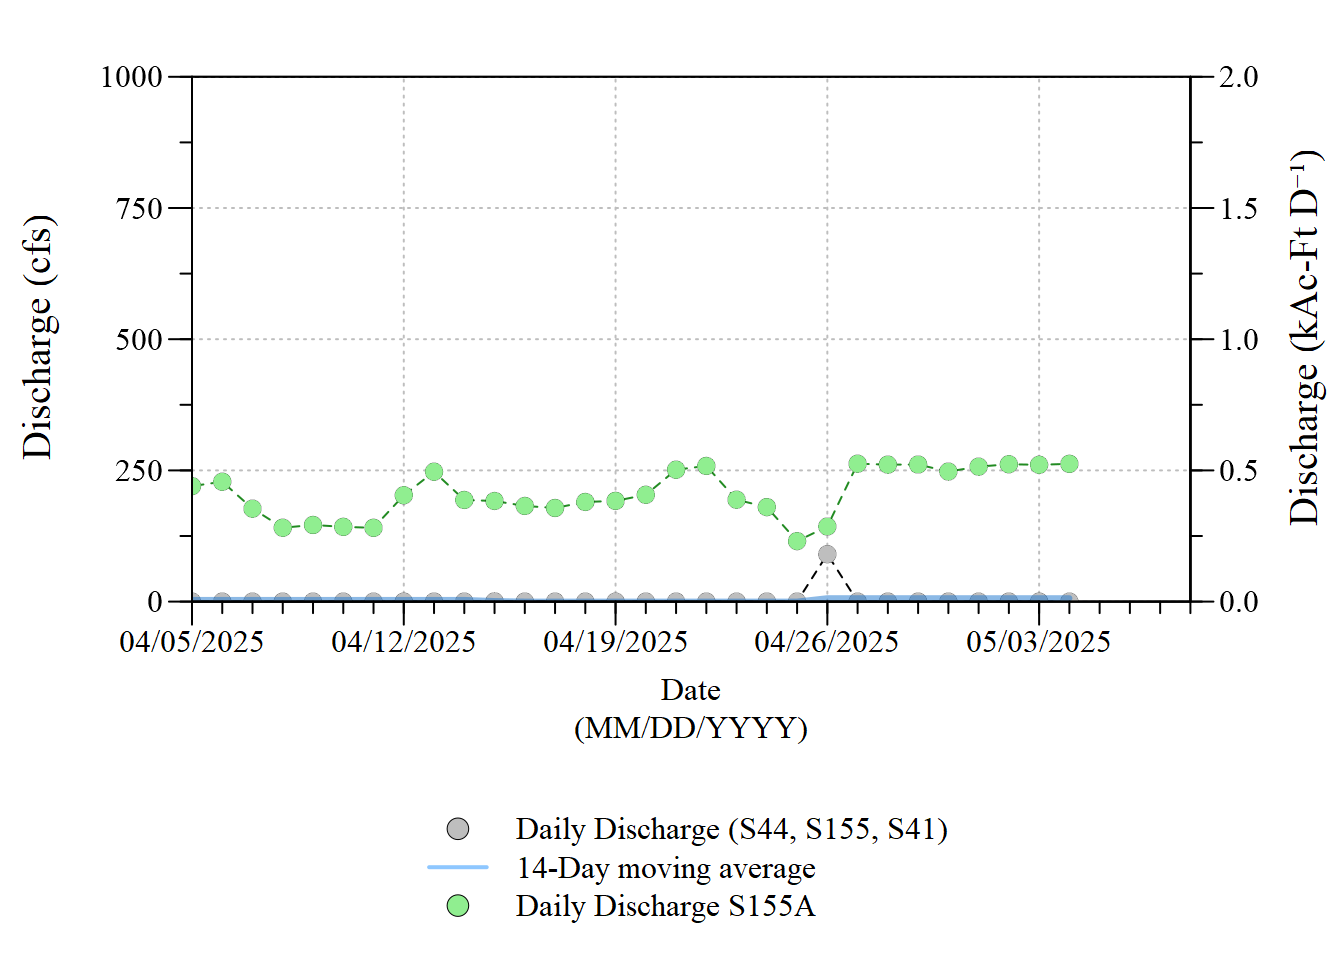 1000
750
500
250
0
Discharge (cfs)
2.0
1.5
1.0
0.5
0.0
Discharge (kAc-Ft D⁻¹)
04/05/2025 04/12/2025 04/19/2025 04/26/2025 05/03/2025
Date
(MM/DD/YYYY)
Daily Discharge (S44, S155, S41)
14-Day moving average
Daily Discharge S155A